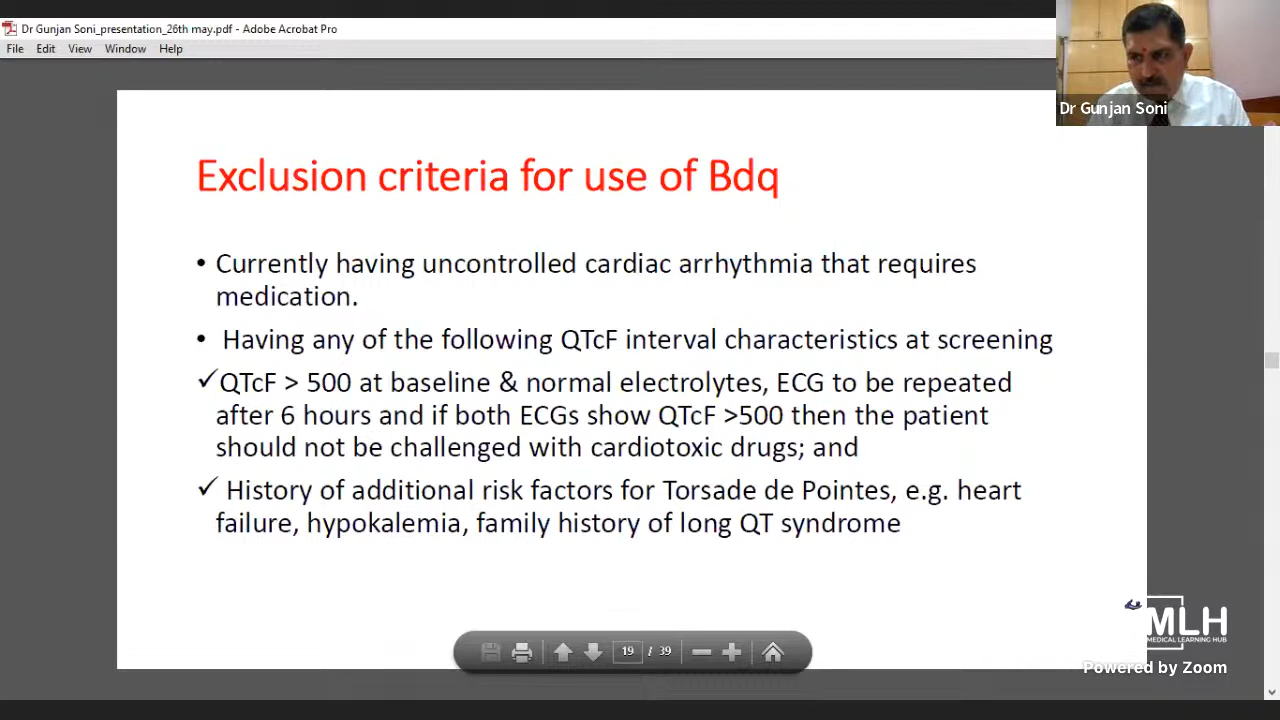 Dr Gunjan Soni_presentation_26th may.pdf - Adobe Acrobat Pro
File Edit View Window Help
Dr Gunjan Soni
Exclusion criteria for use of Bdq
• Currently having uncontrolled cardiac arrhythmia that requires
medication.
• Having any of the following QTcF interval characteristics at screening
✓QTcF > 500 at baseline & normal electrolytes, ECG to be repeated
after 6 hours and if both ECGs show QTcF >500 then the patient
should not be challenged with cardiotoxic drugs; and
✓ History of additional risk factors for Torsade de Pointes, e.g. heart
failure, hypokalemia, family history of long QT syndrome
19 / 39
MLH
MEDICAL LEARNING HUB
Powered by Zoom